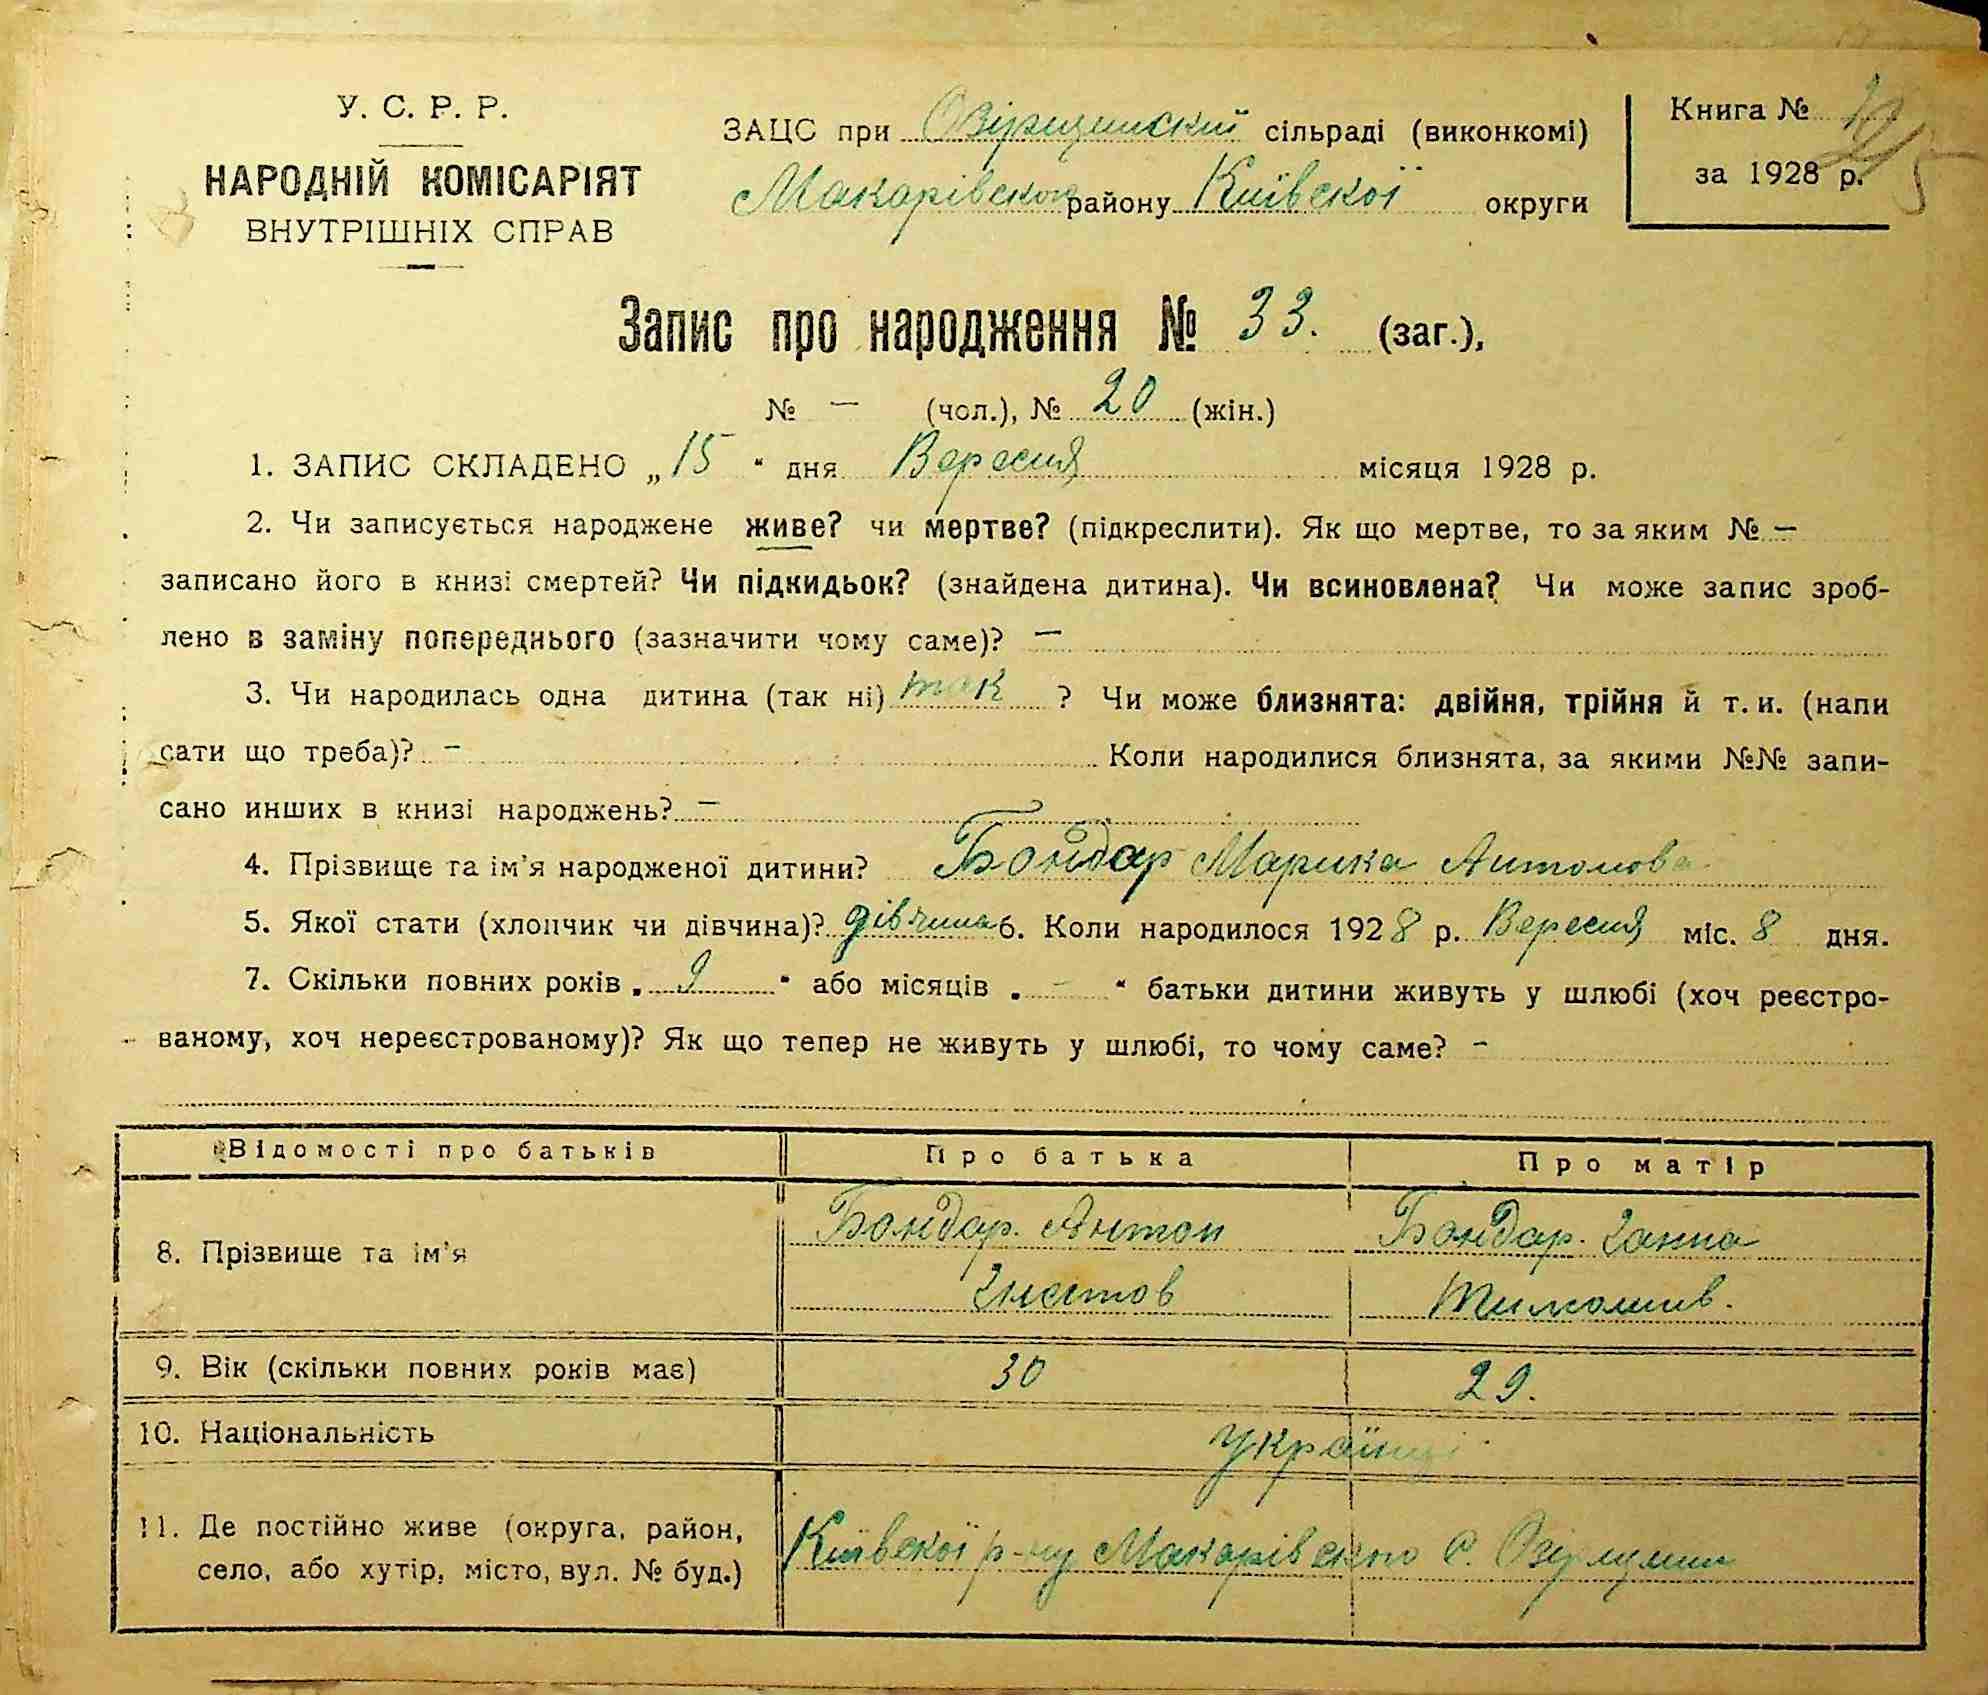 У. С. Р. Р.
НАРОДНІЙ КОМІСАРІЯТ
ВНУТРІШНІХ СПРАВ
ЗАЦС при Озірщинскій сільраді (виконкомі)
Макарівского району Київскої округи
Книга №
за 1928 р.
Запис про народження № 33. (заг.),
№ — (чол.), № 20 (жін.)
1. ЗАПИС СКЛАДЕНО „15“ дня Вересня місяця 1928 р.
2. Чи записується народжене живе? чи мертве? (підкреслити). Як що мертве, то за яким № —
записано його в книзі смертей? Чи підкидьок? (знайдена дитина). Чи всиновлена? Чи може запис зроб-
лено в заміну попереднього (зазначити чому саме)? —
3. Чи народилась одна дитина (так ні) так ? Чи може близнята: двійня, трійня й т. и. (напи
сати що треба)? — Коли народилися близнята, за якими №№ запи-
сано инших в книзі народжень? —
4. Прізвище та ім'я народженої дитини? Бондар Марика Антонова
5. Якої стати (хлопчик чи дівчина)? дівчина 6. Коли народилося 1928 р. Вересня міс. 8 дня.
7. Скільки повних років „ 9 “ або місяців „ - “ батьки дитини живуть у шлюбі (хоч реєстро-
ваному, хоч нереєстрованому)? Як що тепер не живуть у шлюбі, то чому саме? -
Відомості про батьків Про батька Про матір
8. Прізвище та ім'я Бондар. Антон Бондар. Ганна
Гнєтов Тимошив.
9. Вік (скільки повних років має) 30 29.
10. Національність Українці
11. Де постійно живе (округа, район,
село, або хутір, місто, вул. № буд.) Київскої р-ну Макарівского с. Озірщина